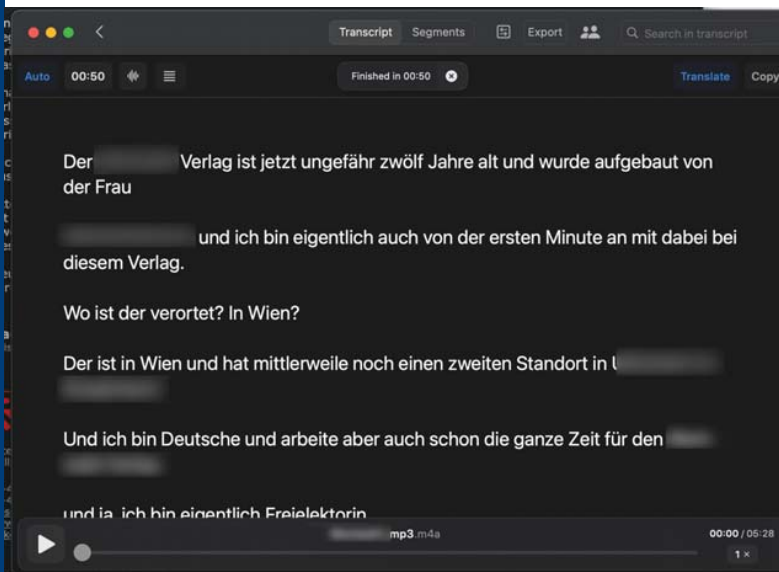 Transcript Segments Export Search in transcript
Auto 00:50 Finished in 00:50 Translate Copy
Der Verlag ist jetzt ungefähr zwölf Jahre alt und wurde aufgebaut von
der Frau
und ich bin eigentlich auch von der ersten Minute an mit dabei bei
diesem Verlag.
Wo ist der verortet? In Wien?
Der ist in Wien und hat mittlerweile noch einen zweiten Standort in
Und ich bin Deutsche und arbeite aber auch schon die ganze Zeit für den
und ja, ich bin eigentlich Freielektorin
mp3.m4a 00:00 / 05:28
1×